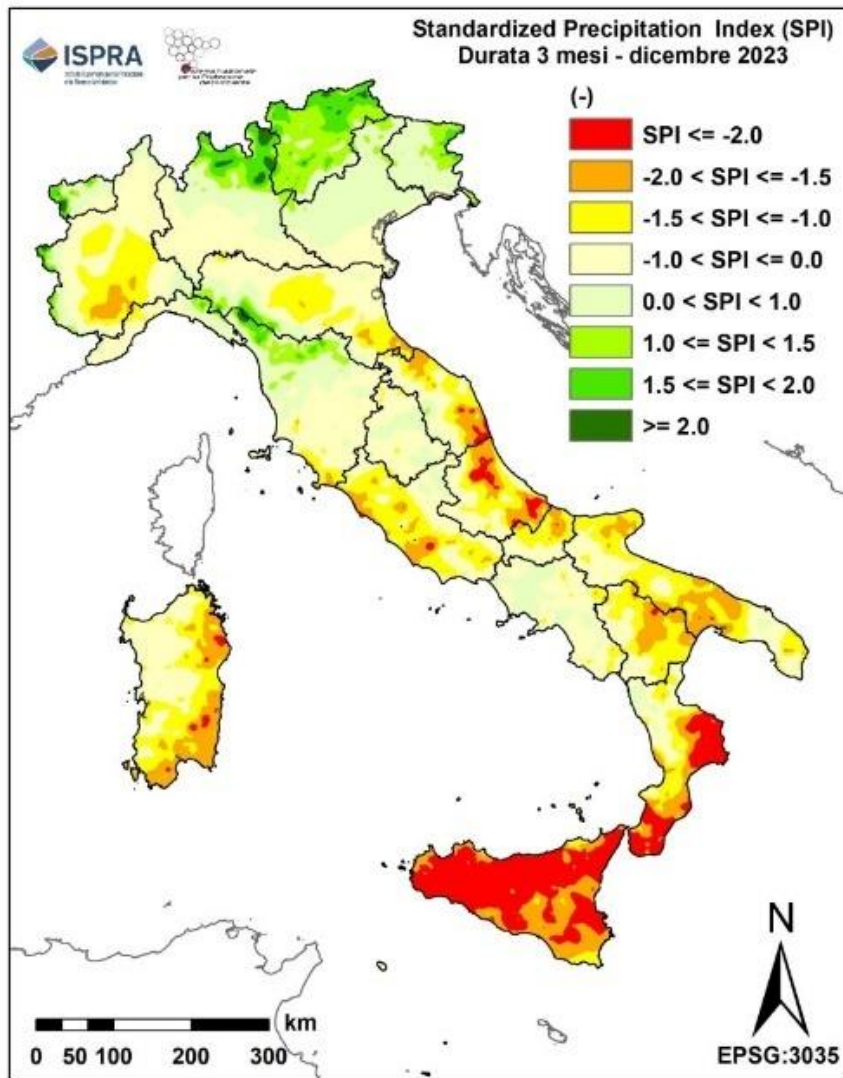 Standardized Precipitation Index (SPI)
Durata 3 mesi - dicembre 2023
ISPRA
(-)
SPI <= -2.0
-2.0 < SPI <= -1.5
-1.5 < SPI <= -1.0
-1.0 < SPI <= 0.0
0.0 < SPI < 1.0
1.0 <= SPI < 1.5
1.5 <= SPI < 2.0
>= 2.0
N
km
0 50 100 200 300
EPSG:3035